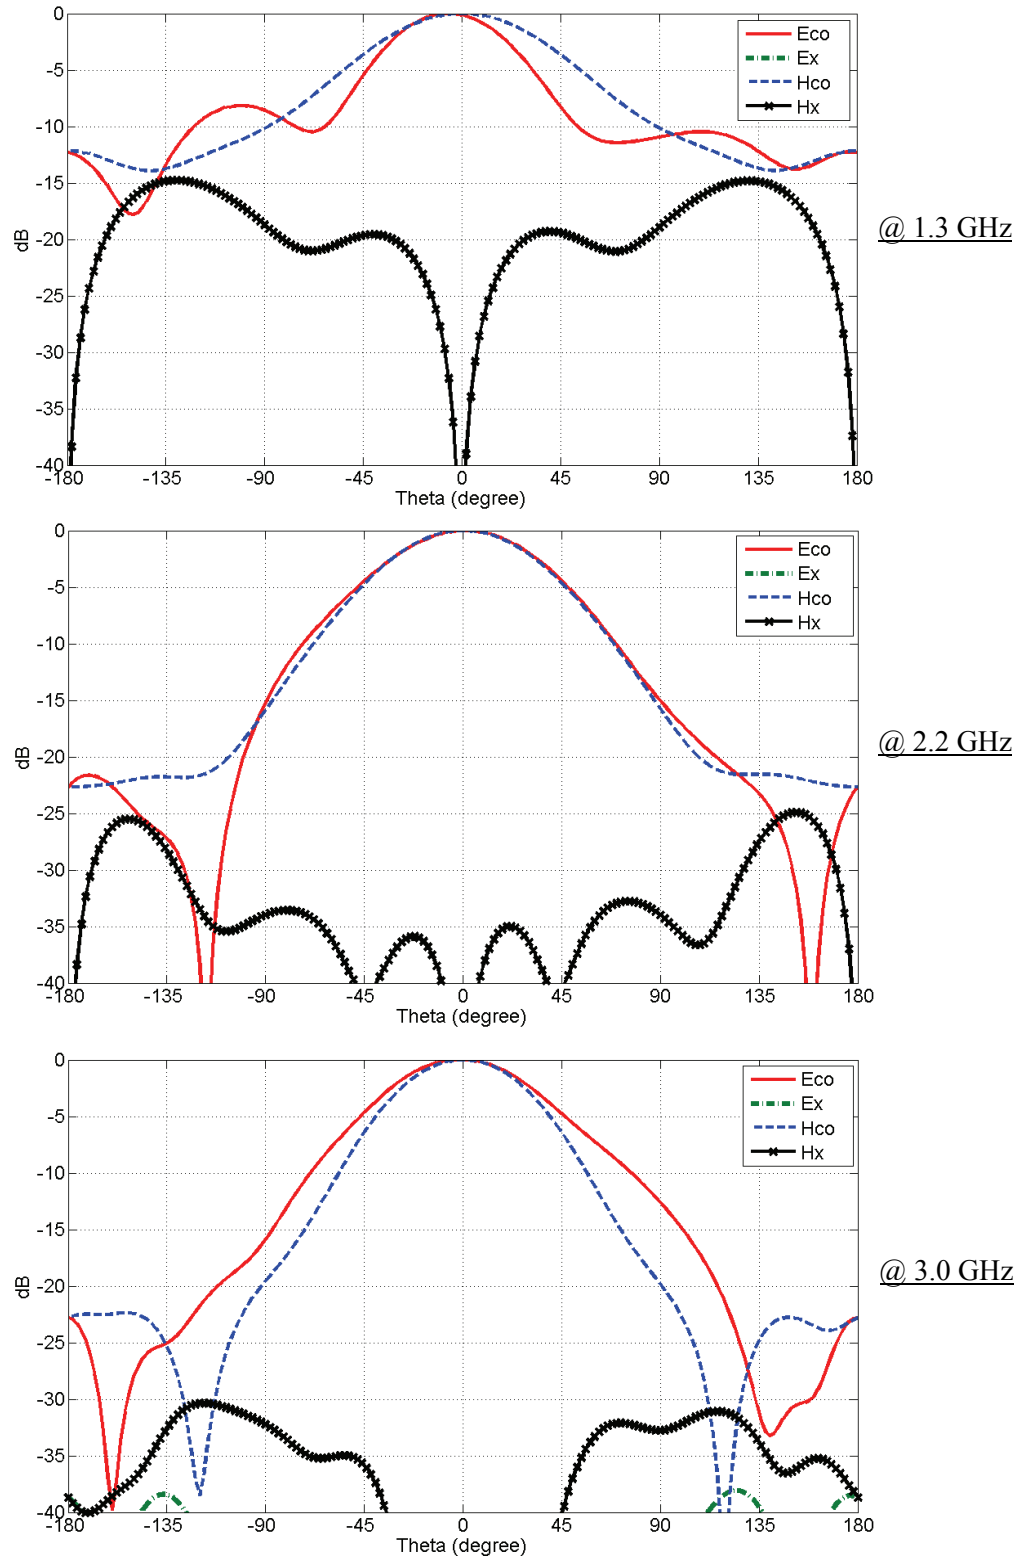 0
-5
-10
-15
-20
-25
-30
-35
-40
dB
-180 -135 -90 -45 0 45 90 135 180
Theta (degree)
Eco
Ex
Hco
Hx
@ 1.3 GHz
0
-5
-10
-15
-20
-25
-30
-35
-40
dB
-180 -135 -90 -45 0 45 90 135 180
Theta (degree)
Eco
Ex
Hco
Hx
@ 2.2 GHz
0
-5
-10
-15
-20
-25
-30
-35
-40
dB
-180 -135 -90 -45 0 45 90 135 180
Theta (degree)
Eco
Ex
Hco
Hx
@ 3.0 GHz